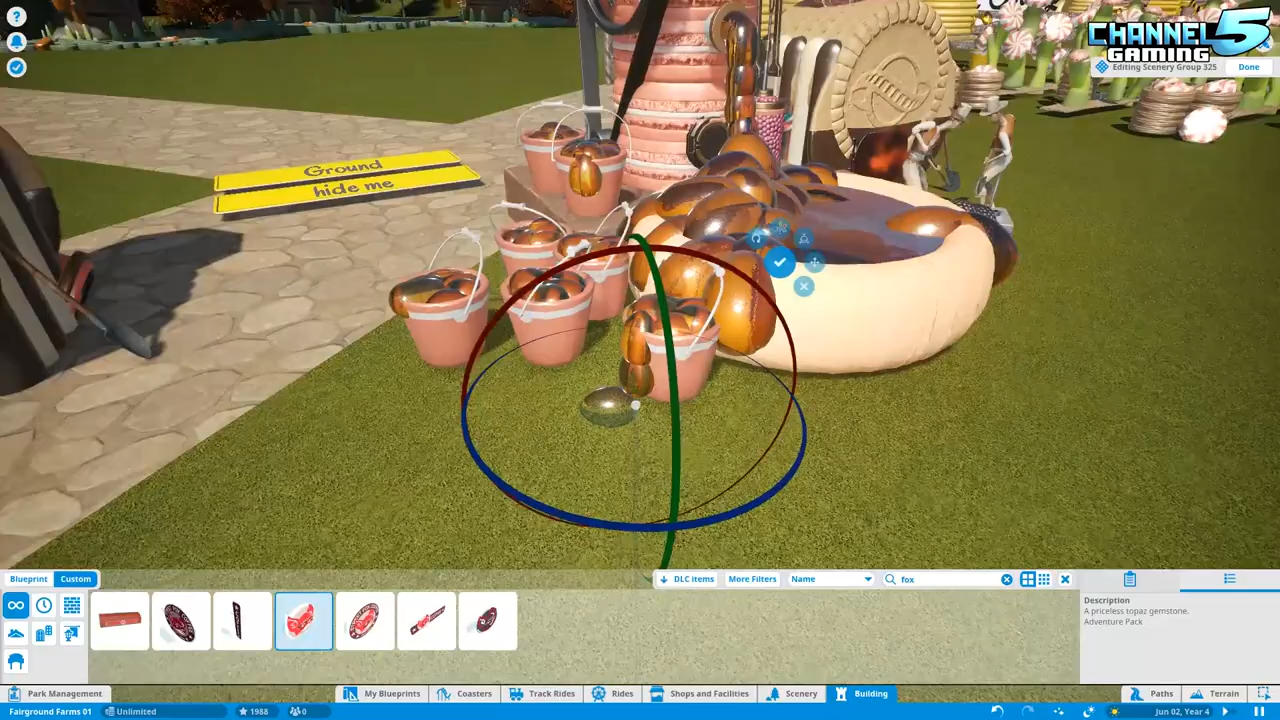 CHANNEL 5
GAMING
Editing Scenery Group 325
Done
Ground
hide me
Blueprint
Custom
DLC items
More Filters
Name
fox
Description
A priceless topaz gemstone.
Adventure Pack
Park Management
My Blueprints
Coasters
Track Rides
Rides
Shops and Facilities
Scenery
Building
Paths
Terrain
Fairground Farms 01
Unlimited
1988
0
Jun 02, Year 4